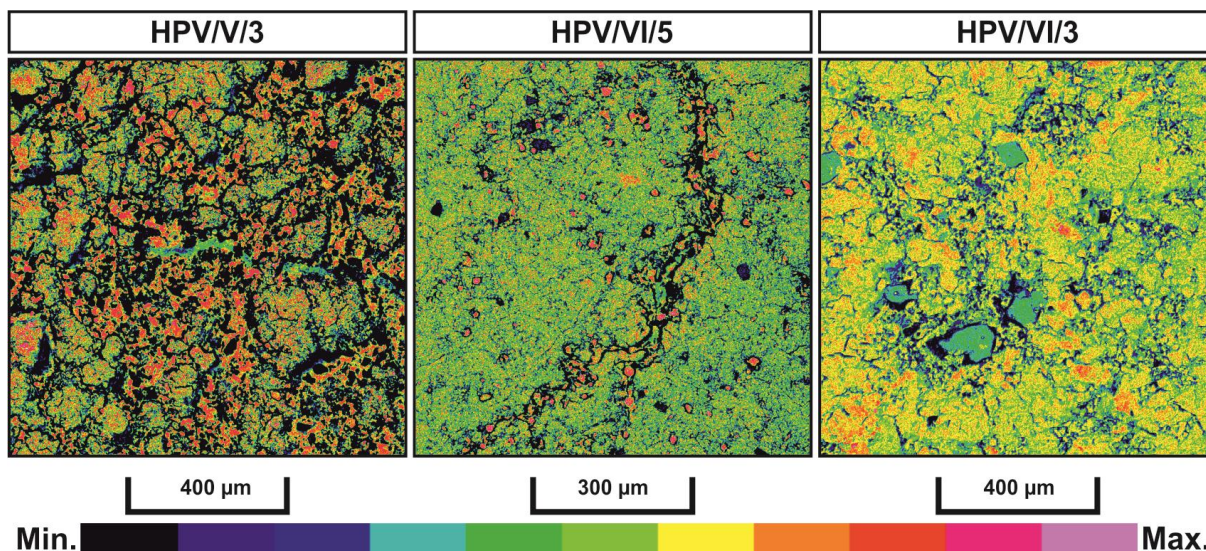 HPV/V/3
HPV/VI/5
HPV/VI/3
400 µm
300 µm
400 µm
Min.
Max.